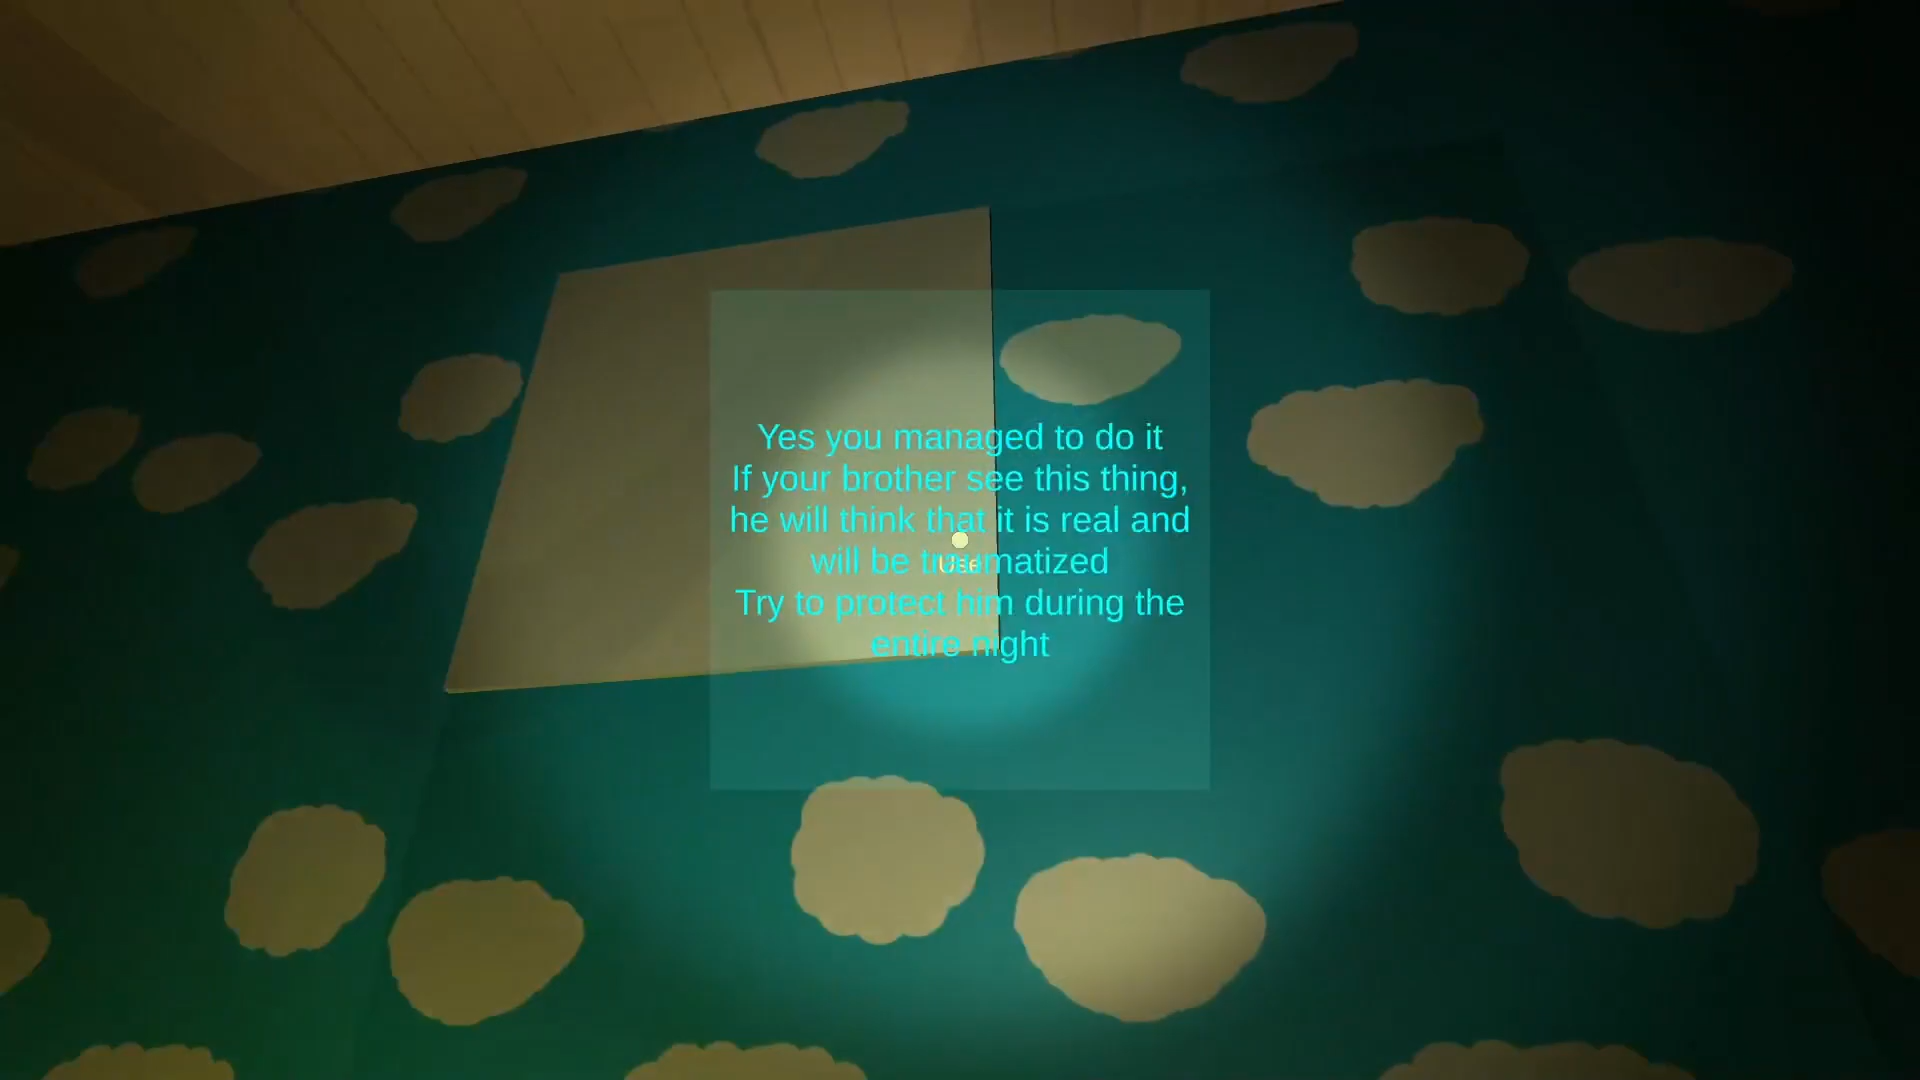 Yes you managed to do it
If your brother see this thing,
he will think that it is real and
will be traumatized
Use
Try to protect him during the
entire night